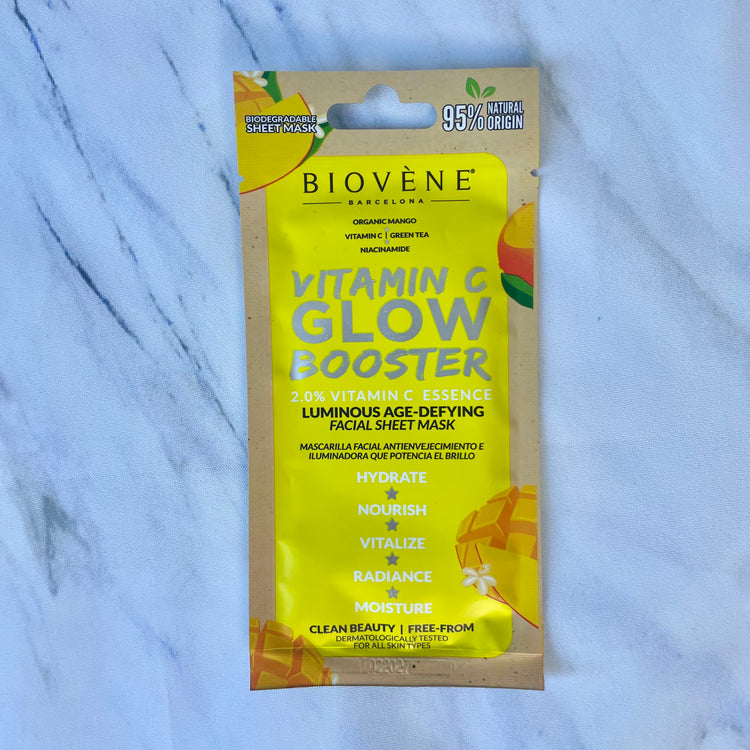 BIODEGRADABLE
SHEET MASK
95% NATURAL
ORIGIN
BIOVÈNE®
BARCELONA
ORGANIC MANGO
VITAMIN C | GREEN TEA
NIACINAMIDE
VITAMIN C
GLOW
BOOSTER
2.0% VITAMIN C ESSENCE
LUMINOUS AGE-DEFYING
FACIAL SHEET MASK
MASCARILLA FACIAL ANTIENVEJECIMIENTO E
ILUMINADORA QUE POTENCIA EL BRILLO
HYDRATE
NOURISH
VITALIZE
RADIANCE
MOISTURE
CLEAN BEAUTY | FREE-FROM
DERMATOLOGICALLY TESTED
FOR ALL SKIN TYPES
022027